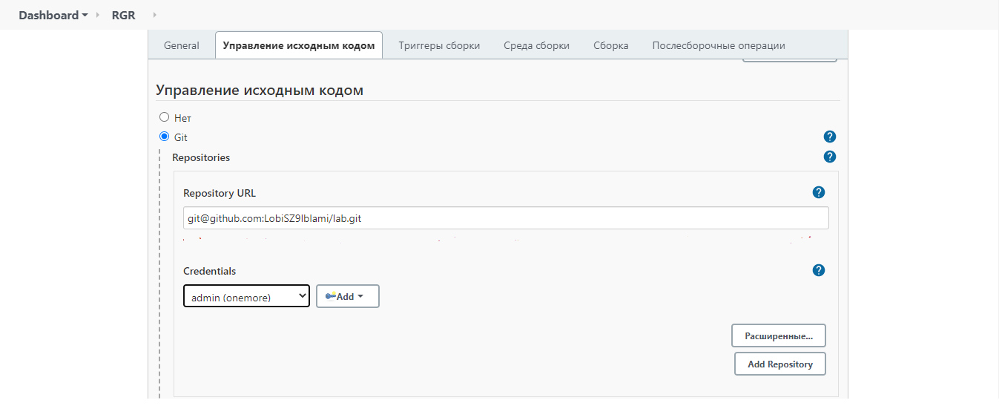 Dashboard RGR
General Управление исходным кодом Триггеры сборки Среда сборки Сборка Послесборочные операции
Управление исходным кодом
Нет
Git ?
Repositories ?
Repository URL ?
git@github.com:LobiSZ9Iblami/lab.git
Credentials ?
admin (onemore) Add
Расширенные...
Add Repository